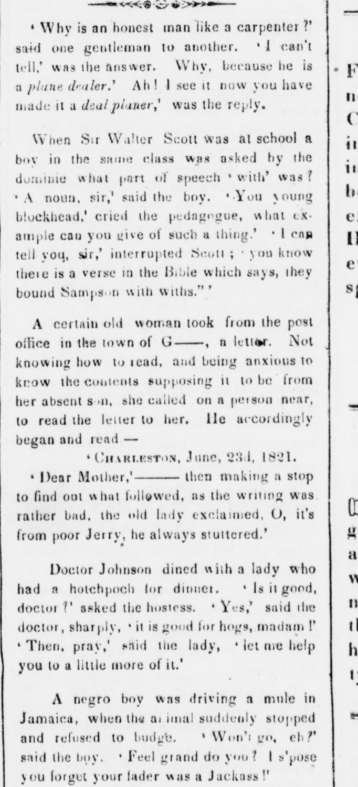 ‘ Why is an honest man like a carpenter ?’
said one gentleman to another. ‘ I can't
tell,’ was the answer. Why, because he is
a plane dealer.’ Ah! I see it now you have
made it a deal planer,’ was the reply.
When Sir Walter Scott was at school a
boy in the same class was asked by the
dominie what part of speech ‘ with’ was ?
‘ A noun, sir,’ said the boy. ‘ You young
blockhead,’ cried the pedagogue, what ex-
ample can you give of such a thing.’ ‘ I can
tell you, sir,’ interrupted Scott ; ‘ you know
there is a verse in the Bible which says, they
bound Sampson with withs.” ’
A certain old woman took from the post
office in the town of G——, a letter. Not
knowing how to read, and being anxious to
know the contents supposing it to be from
her absent son, she called on a person near,
to read the letter to her. He accordingly
began and read —
‘ CHARLESTON, June, 23d, 1821.
‘ Dear Mother,’——— then making a stop
to find out what followed, as the writing was
rather bad, the old lady exclaimed, O, it's
from poor Jerry, he always stuttered.’
Doctor Johnson dined with a lady who
had a hotchpoch for dinner. ‘ Is it good,
doctor ?’ asked the hostess. ‘ Yes,’ said the
doctor, sharply, ‘ it is good for hogs, madam !’
‘ Then, pray,’ said the lady, ‘ let me help
you to a little more of it.’
A negro boy was driving a mule in
Jamaica, when the animal suddenly stopped
and refused to budge. ‘ Won't go, eh ?’
said the boy. ‘ Feel grand do you ? I s'pose
you forget your fader was a Jackass !’